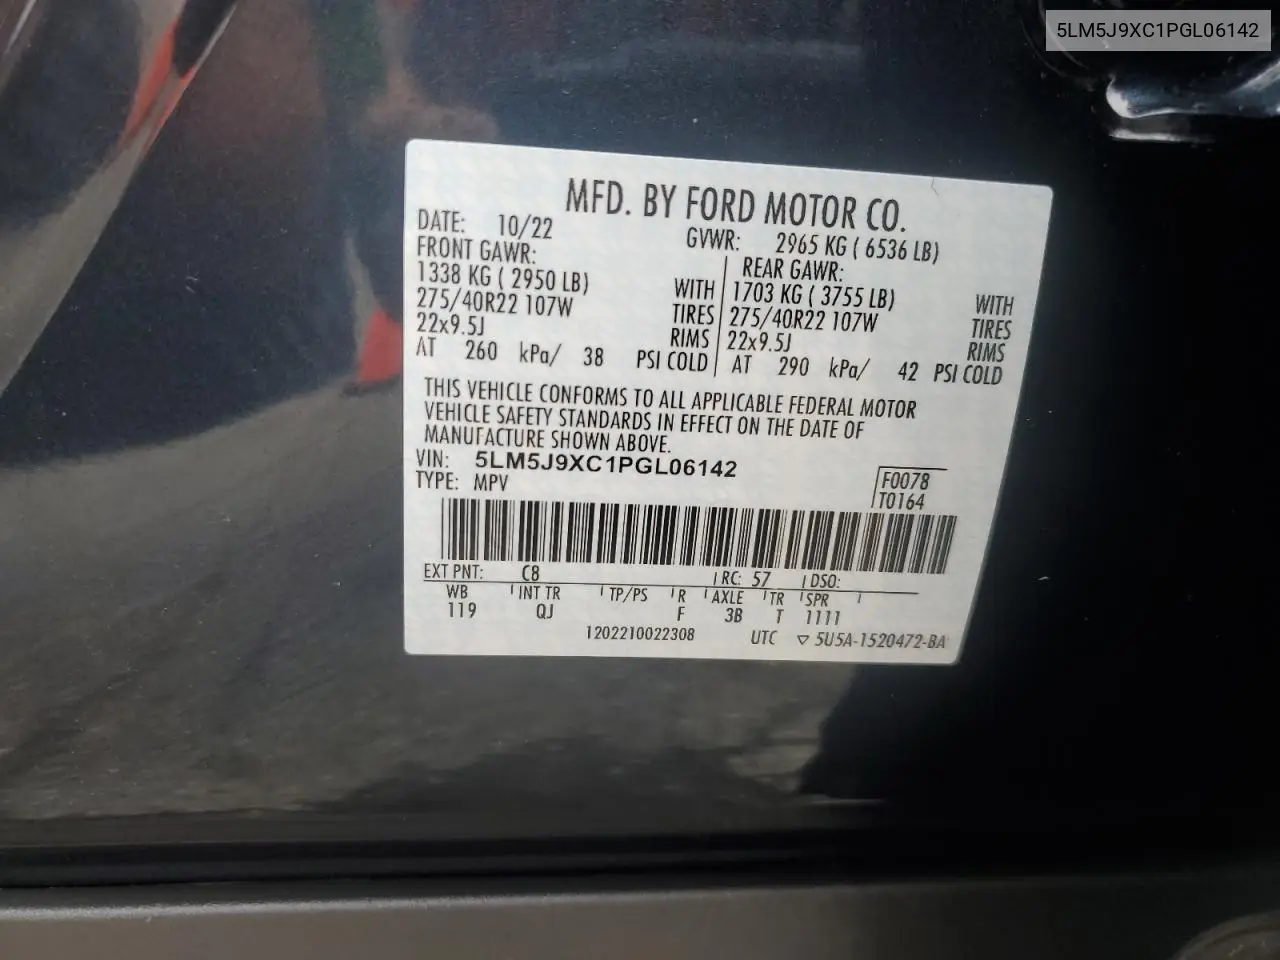 5LM5J9XC1PGL06142
MFD. BY FORD MOTOR CO.
DATE: 10/22 GVWR: 2965 KG ( 6536 LB)
FRONT GAWR: REAR GAWR:
1338 KG ( 2950 LB) WITH 1703 KG ( 3755 LB) WITH
275/40R22 107W TIRES 275/40R22 107W TIRES
22x9.5J RIMS 22x9.5J RIMS
AT 260 kPa/ 38 PSI COLD AT 290 kPa/ 42 PSI COLD
THIS VEHICLE CONFORMS TO ALL APPLICABLE FEDERAL MOTOR
VEHICLE SAFETY STANDARDS IN EFFECT ON THE DATE OF
MANUFACTURE SHOWN ABOVE.
VIN: 5LM5J9XC1PGL06142
TYPE: MPV
F0078
T0164
EXT PNT: C8 RC: 57 DSO:
WB INT TR TP/PS R AXLE TR SPR
119 QJ F 3B T 1111
1202210022308 UTC ▽ 5U5A-1520472-BA